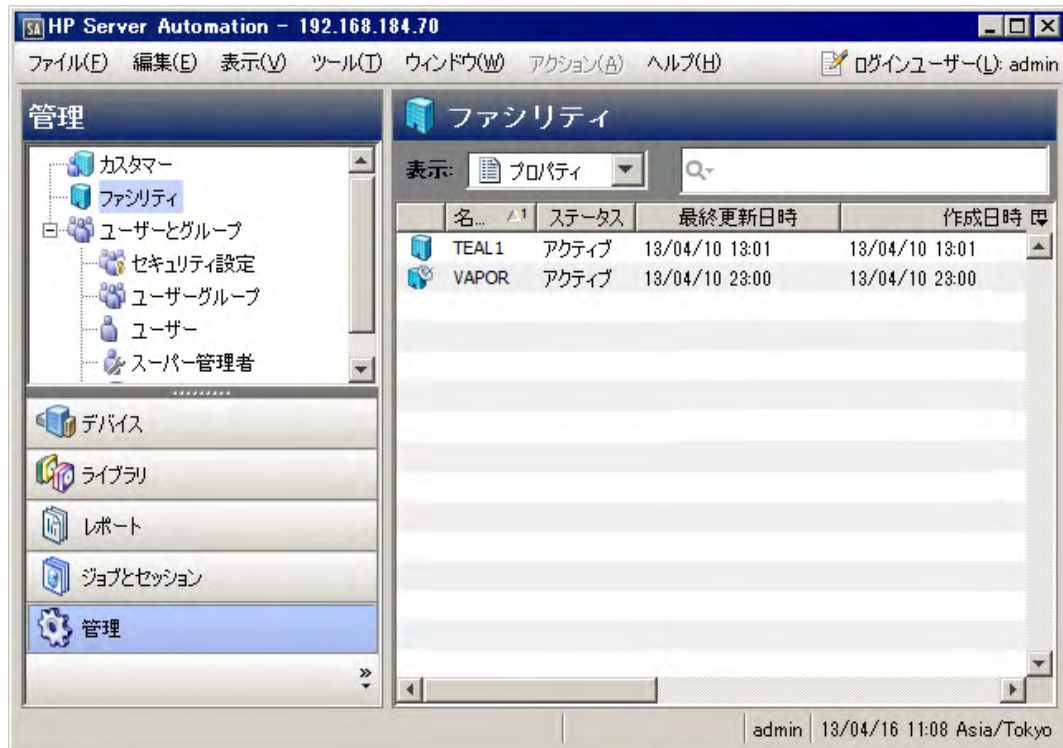 HP Server Automation - 192.168.184.70
ファイル(F) 編集(E) 表示(V) ツール(T) ウィンドウ(W) アクション(A) ヘルプ(H) ログインユーザー(L): admin
管理
カスタマー
ファシリティ
ユーザーとグループ
セキュリティ設定
ユーザーグループ
ユーザー
スーパー管理者
デバイス
ライブラリ
レポート
ジョブとセッション
管理
ファシリティ
表示: プロパティ
名... 1 ステータス 最終更新日時 作成日時
TEAL1 アクティブ 13/04/10 13:01 13/04/10 13:01
VAPOR アクティブ 13/04/10 23:00 13/04/10 23:00
admin 13/04/16 11:08 Asia/Tokyo